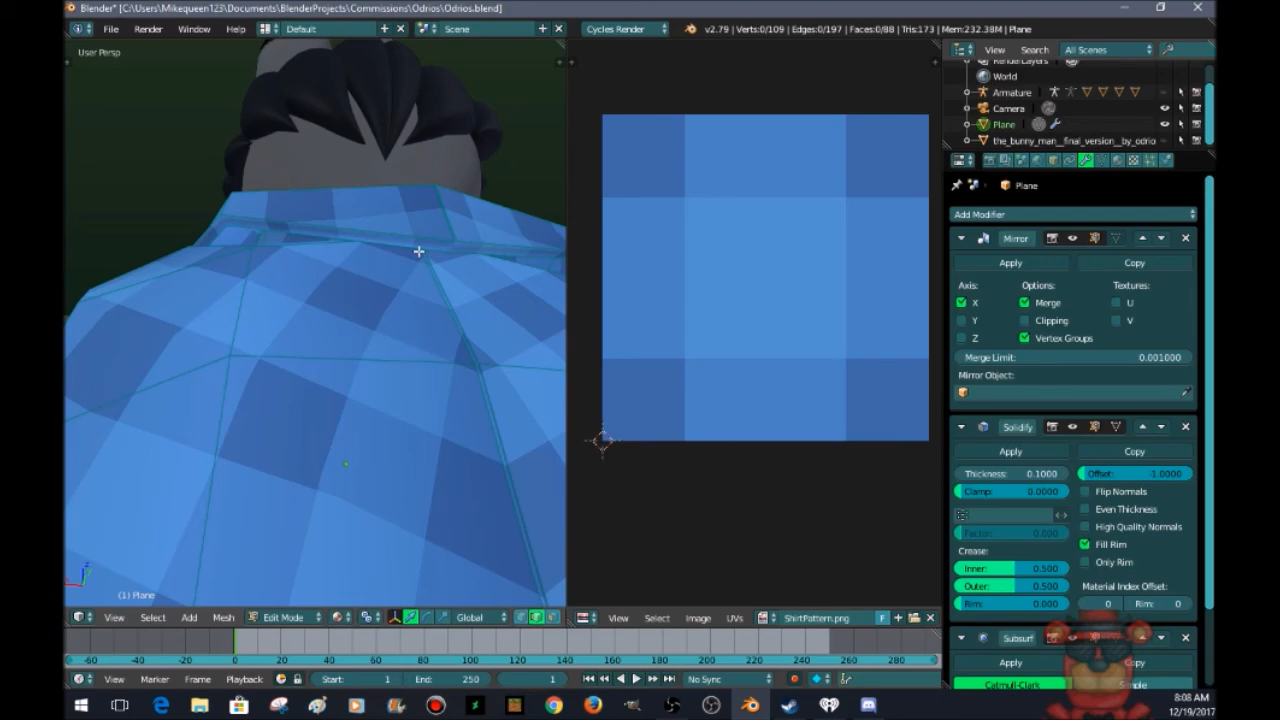 Blender* [C:\Users\Mikequeen123\Documents\BlenderProjects\Commissions\Odrios\Odrios.blend]
File Render Window Help Default Scene Cycles Render v2.79 | Verts:0/109 | Edges:0/197 | Faces:0/88 | Tris:173 | Mem:232.38M | Plane
View Search All Scenes
User Persp
RenderLayers
World
Armature
Camera
Plane
the_bunny_man__final_version__by_odrio
Plane
Add Modifier
Mirror
Apply Copy
Axis: Options: Textures:
X Merge U
Y Clipping V
Z Vertex Groups
Merge Limit: 0.001000
Mirror Object:
Solidify
Apply Copy
Thickness: 0.1000 Offset: -1.0000
Clamp: 0.0000 Flip Normals
Even Thickness
Factor: 0.000 High Quality Normals
Crease: Fill Rim
Inner: 0.500 Only Rim
Outer: 0.500 Material Index Offset:
Rim: 0.000 0 Rim: 0
Subsurf
Apply Copy
Catmull-Clark Simple
(1) Plane
View Select Add Mesh Edit Mode Global View Select Image UVs ShirtPattern.png F
-60 -40 -20 0 20 40 60 80 100 120 140 160 180 200 220 240 260 280
View Marker Frame Playback Start: 1 End: 250 1 No Sync
8:08 AM
12/19/2017